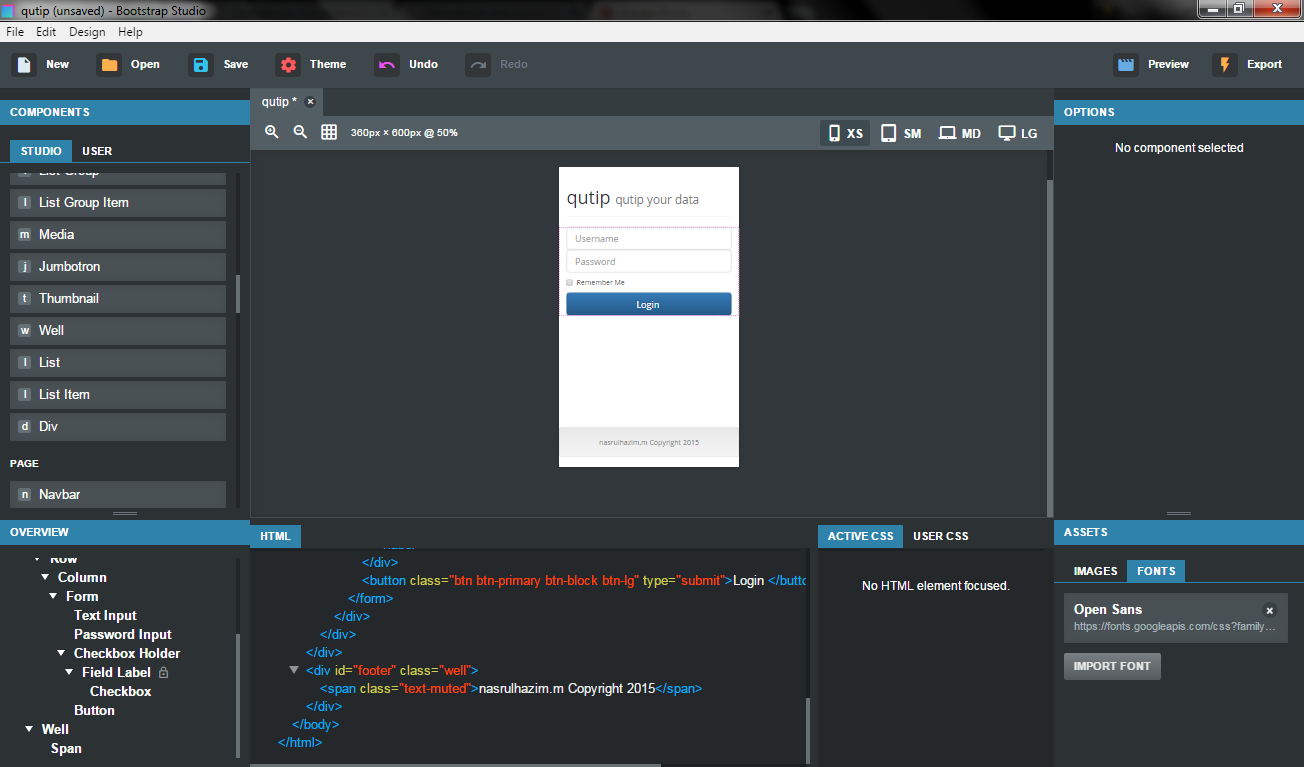 qutip (unsaved) - Bootstrap Studio
File Edit Design Help
New Open Save Theme Undo Redo Preview Export
COMPONENTS
STUDIO USER
List Group
l List Group Item
m Media
j Jumbotron
t Thumbnail
w Well
l List
l List Item
d Div
PAGE
n Navbar
qutip *
360px × 600px @ 50%
XS SM MD LG
qutip qutip your data
Username
Password
Remember Me
Login
nasrulhazim.m Copyright 2015
OPTIONS
No component selected
OVERVIEW
Row
Column
Form
Text Input
Password Input
Checkbox Holder
Field Label
Checkbox
Button
Well
Span
HTML
</div>
<button class="btn btn-primary btn-block btn-lg" type="submit">Login </butto
</form>
</div>
</div>
</div>
<div id="footer" class="well">
<span class="text-muted">nasrulhazim.m Copyright 2015</span>
</div>
</body>
</html>
ACTIVE CSS USER CSS
No HTML element focused.
ASSETS
IMAGES FONTS
Open Sans
https://fonts.googleapis.com/css?family...
IMPORT FONT